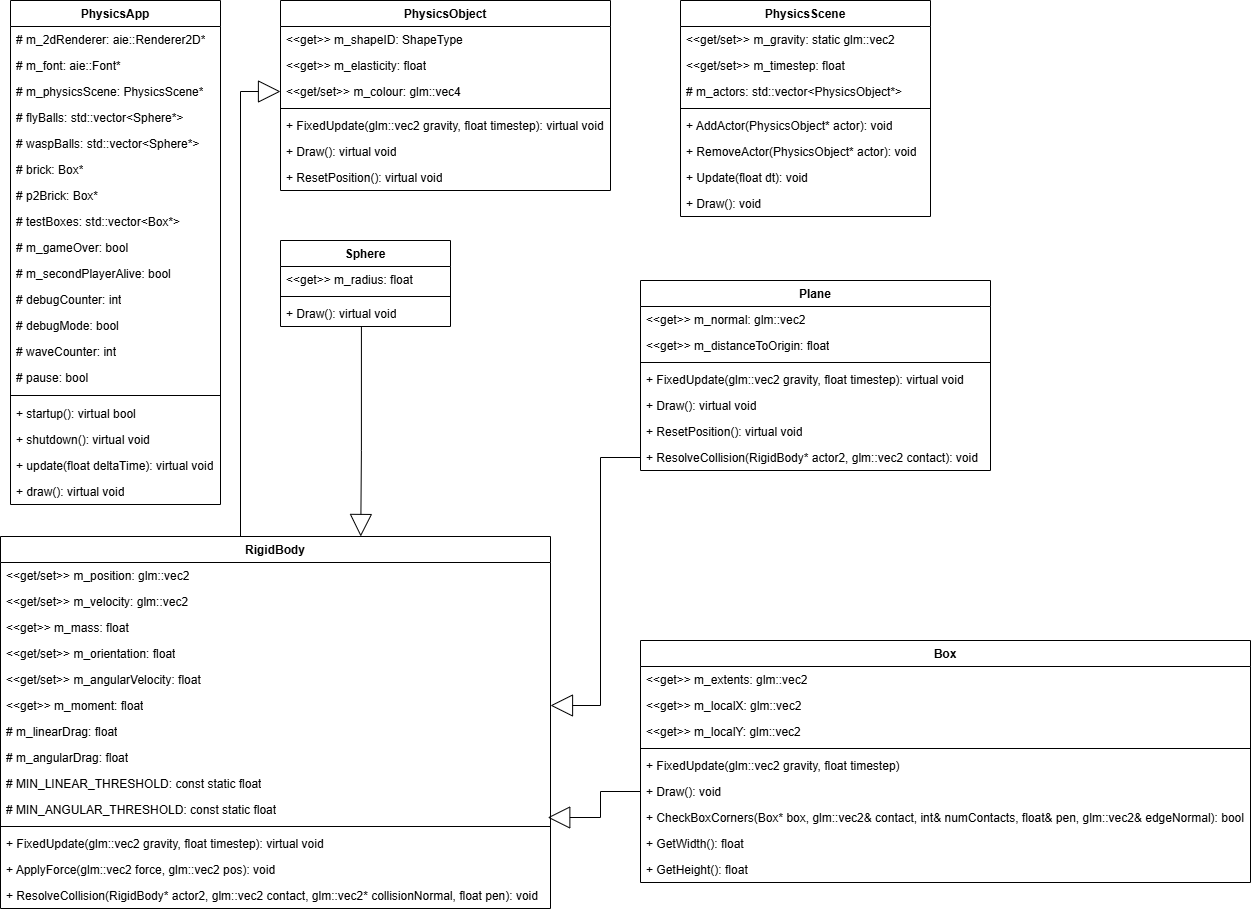 PhysicsApp
# m_2dRenderer: aie::Renderer2D*
# m_font: aie::Font*
# m_physicsScene: PhysicsScene*
# flyBalls: std::vector<Sphere*>
# waspBalls: std::vector<Sphere*>
# brick: Box*
# p2Brick: Box*
# testBoxes: std::vector<Box*>
# m_gameOver: bool
# m_secondPlayerAlive: bool
# debugCounter: int
# debugMode: bool
# waveCounter: int
# pause: bool
+ startup(): virtual bool
+ shutdown(): virtual void
+ update(float deltaTime): virtual void
+ draw(): virtual void
PhysicsObject
<<get>> m_shapeID: ShapeType
<<get>> m_elasticity: float
<<get/set>> m_colour: glm::vec4
+ FixedUpdate(glm::vec2 gravity, float timestep): virtual void
+ Draw(): virtual void
+ ResetPosition(): virtual void
PhysicsScene
<<get/set>> m_gravity: static glm::vec2
<<get/set>> m_timestep: float
# m_actors: std::vector<PhysicsObject*>
+ AddActor(PhysicsObject* actor): void
+ RemoveActor(PhysicsObject* actor): void
+ Update(float dt): void
+ Draw(): void
Sphere
<<get>> m_radius: float
+ Draw(): virtual void
Plane
<<get>> m_normal: glm::vec2
<<get>> m_distanceToOrigin: float
+ FixedUpdate(glm::vec2 gravity, float timestep): virtual void
+ Draw(): virtual void
+ ResetPosition(): virtual void
+ ResolveCollision(RigidBody* actor2, glm::vec2 contact): void
RigidBody
<<get/set>> m_position: glm::vec2
<<get/set>> m_velocity: glm::vec2
<<get>> m_mass: float
<<get/set>> m_orientation: float
<<get/set>> m_angularVelocity: float
<<get>> m_moment: float
# m_linearDrag: float
# m_angularDrag: float
# MIN_LINEAR_THRESHOLD: const static float
# MIN_ANGULAR_THRESHOLD: const static float
+ FixedUpdate(glm::vec2 gravity, float timestep): virtual void
+ ApplyForce(glm::vec2 force, glm::vec2 pos): void
+ ResolveCollision(RigidBody* actor2, glm::vec2 contact, glm::vec2* collisionNormal, float pen): void
Box
<<get>> m_extents: glm::vec2
<<get>> m_localX: glm::vec2
<<get>> m_localY: glm::vec2
+ FixedUpdate(glm::vec2 gravity, float timestep)
+ Draw(): void
+ CheckBoxCorners(Box* box, glm::vec2& contact, int& numContacts, float& pen, glm::vec2& edgeNormal): bool
+ GetWidth(): float
+ GetHeight(): float